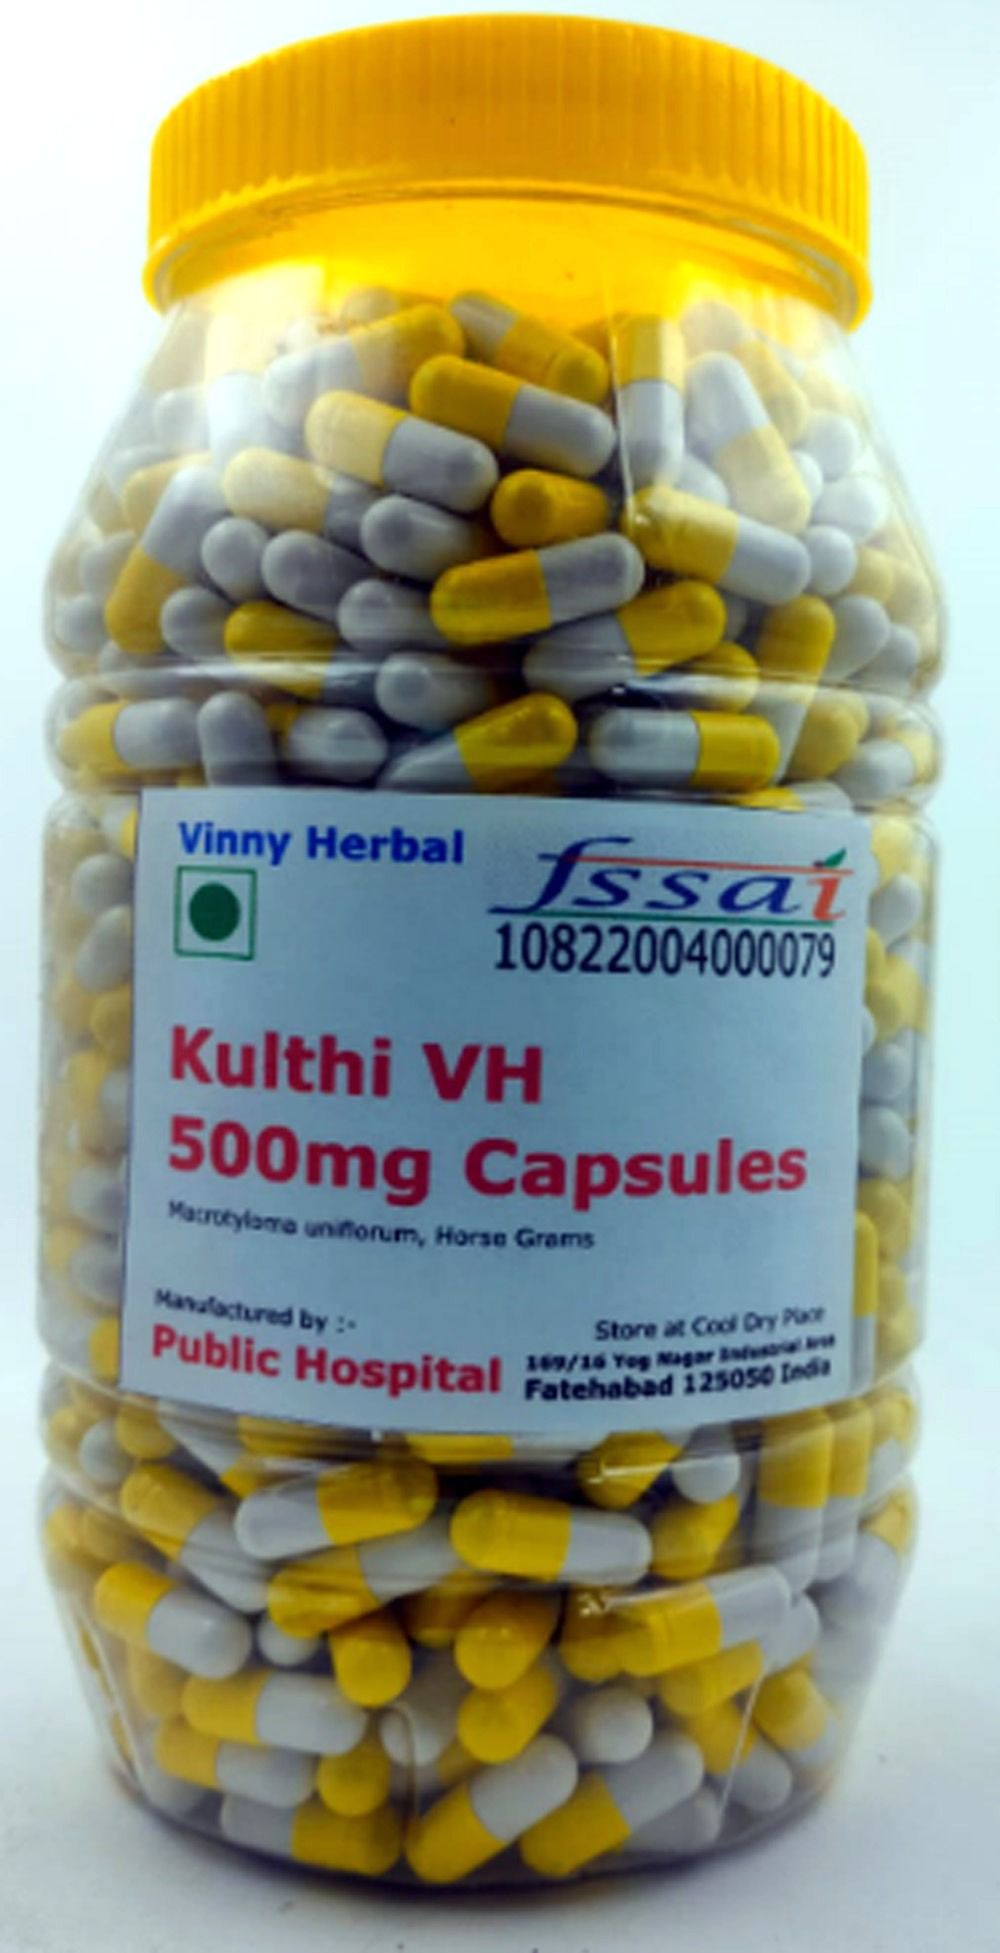 Vinny Herbal
fssai
10822004000079
Kulthi VH
500mg Capsules
Macrotyloma uniflorum, Horse Grams
Manufactured by :-
Public Hospital
Store at Cool Dry Place
169/16 Yog Nagar Industrial Area
Fatehabad 125050 India